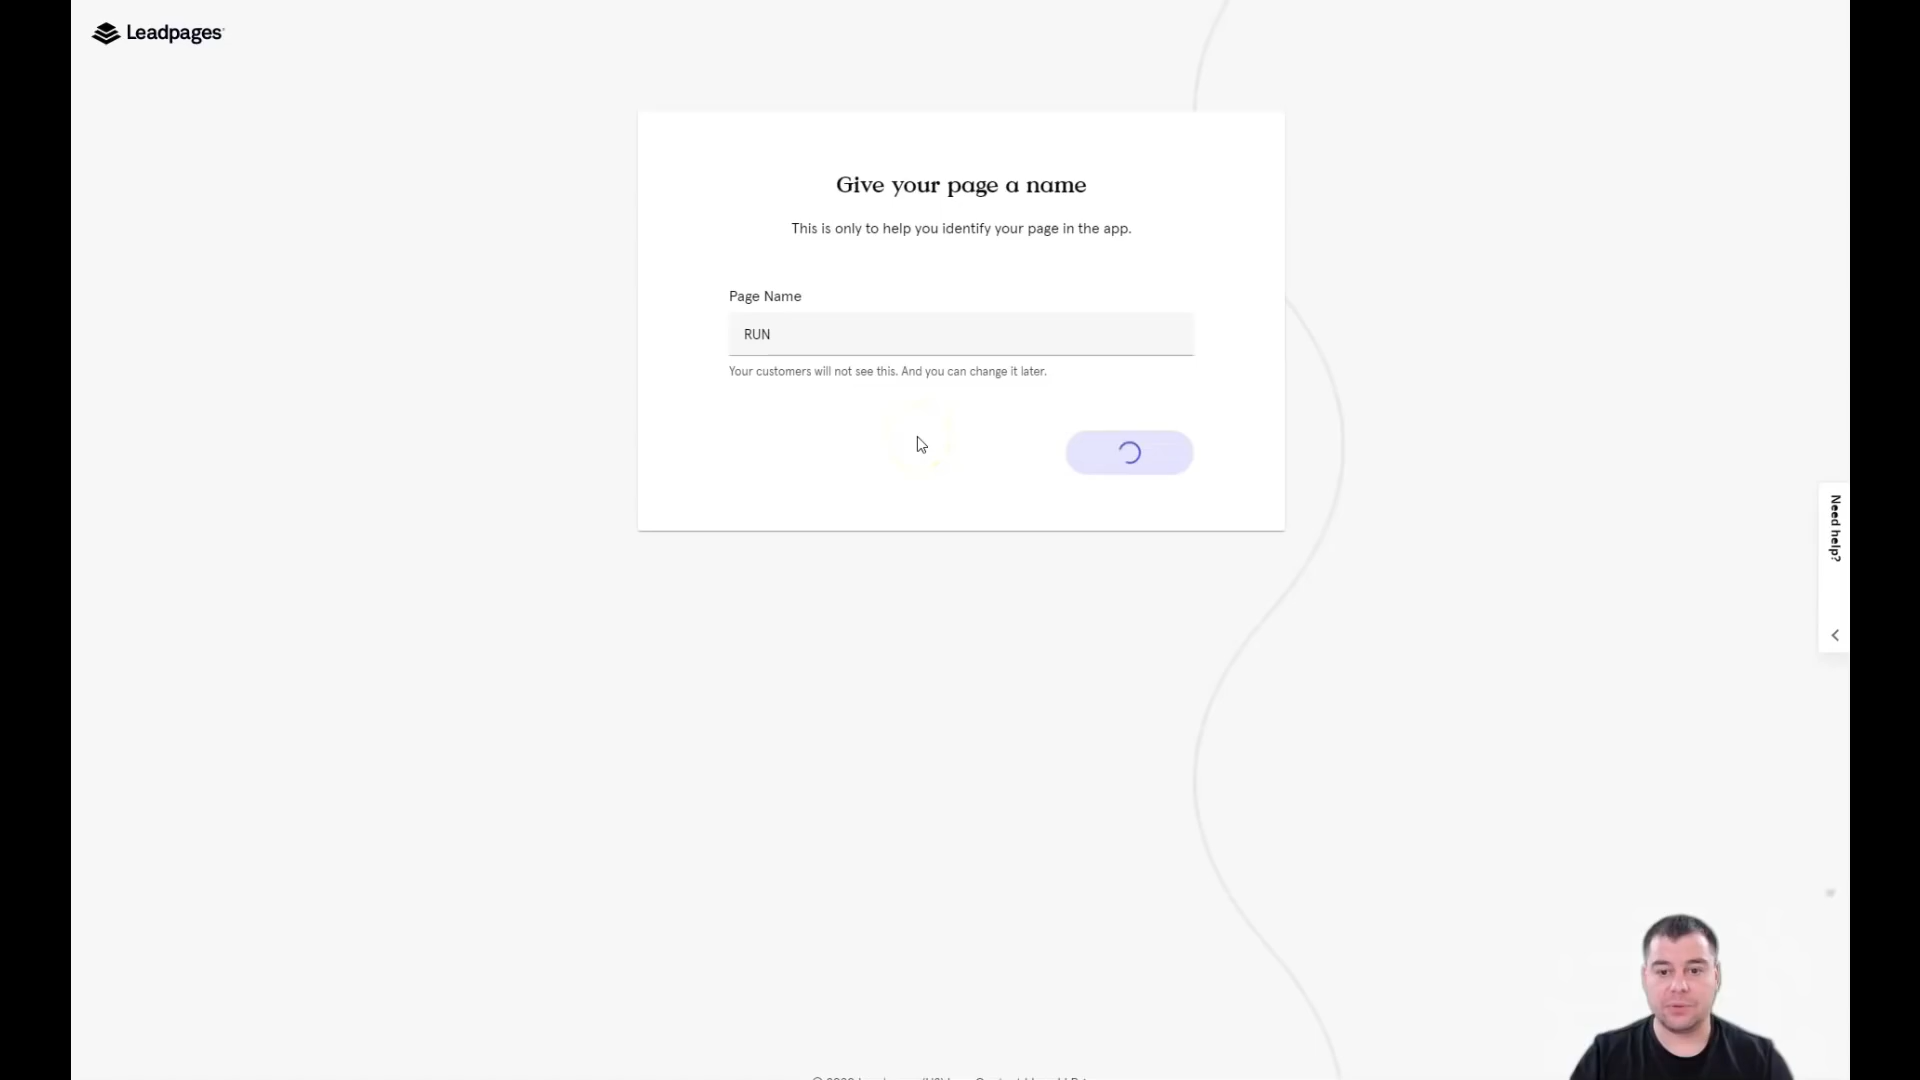 Leadpages
Give your page a name
This is only to help you identify your page in the app.
Page Name
RUN
Your customers will not see this. And you can change it later.
Need help?